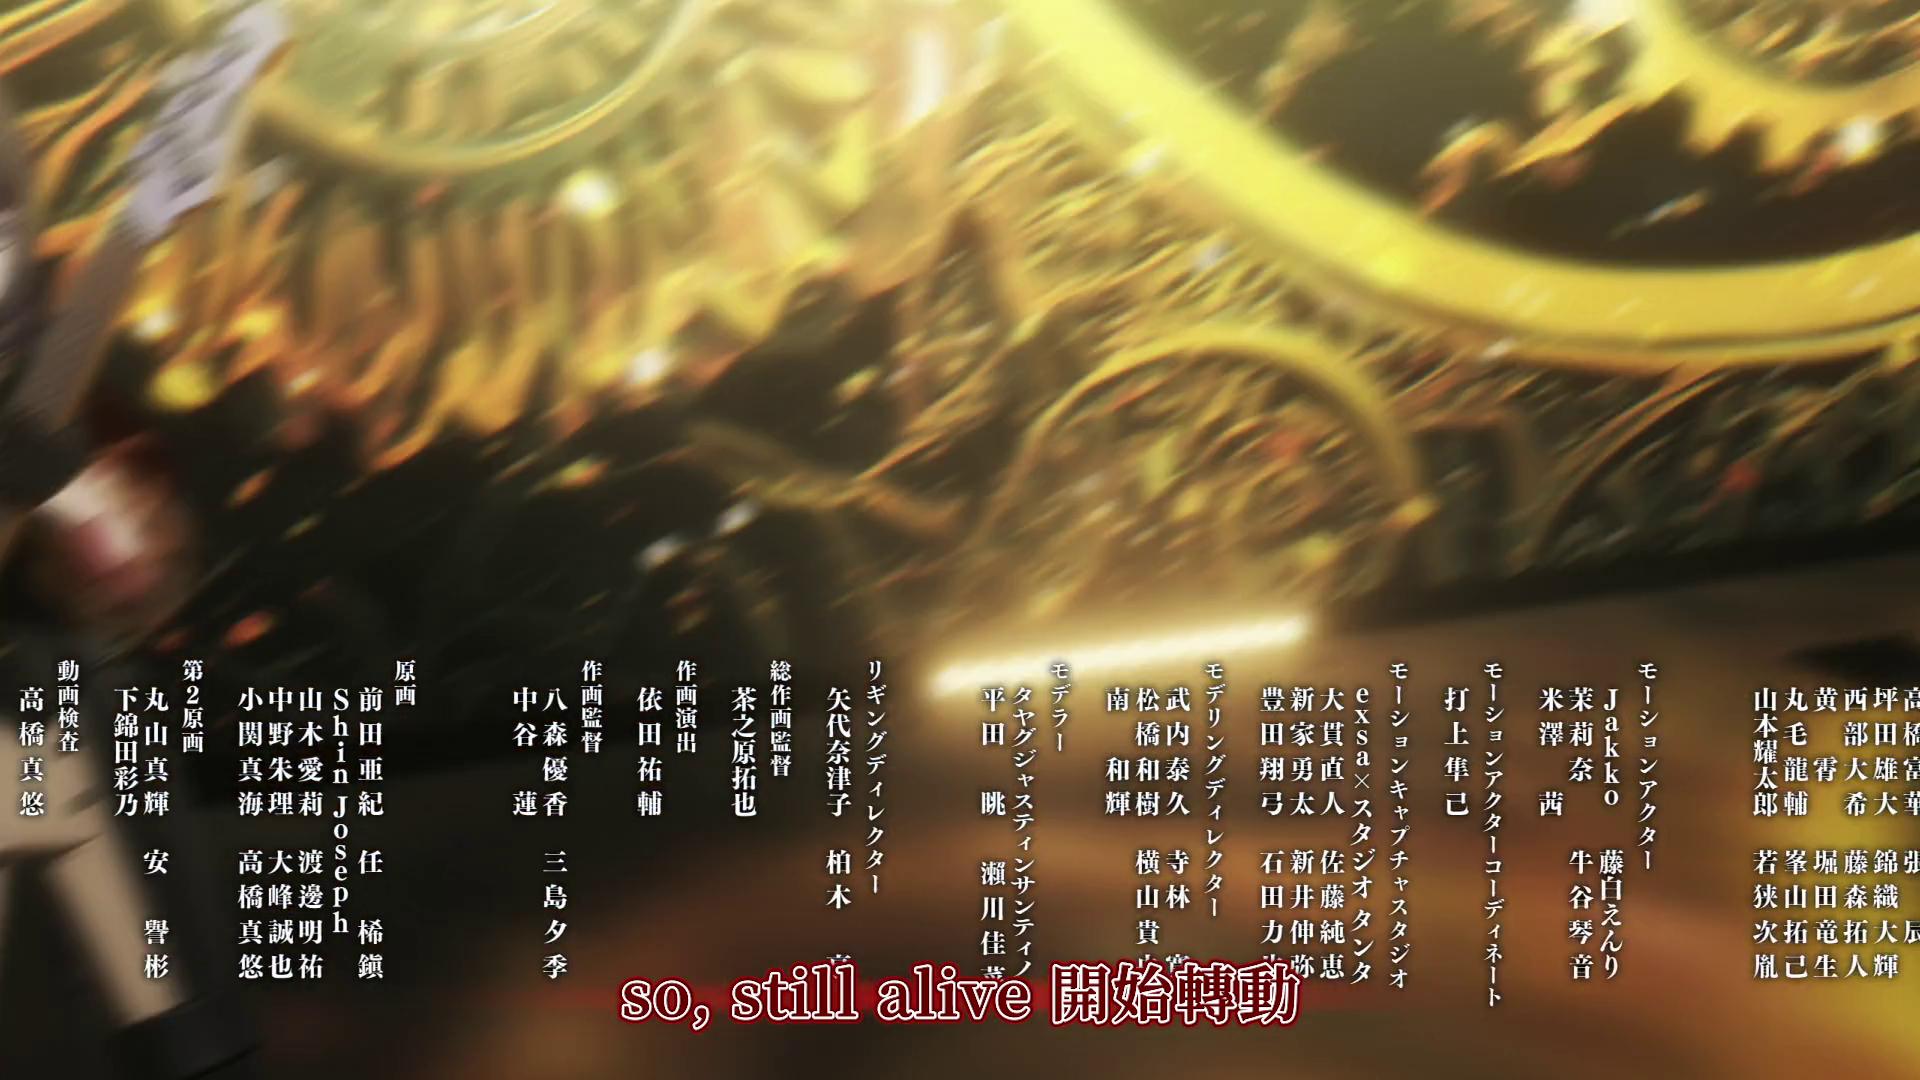 坪田雄大 錦織 大輝
西部大希 藤森拓人
黄 霄 堀田竜生
丸毛龍輔 峯山拓己
山本耀太郎 若狭次胤
モーションアクター
Jakko 藤白えんり
茉莉奈 牛谷琴音
米澤 茜
モーションアクターコーディネート
打上隼己
モーションキャプチャスタジオ
exsa×スタジオタンタ
大貫直人 佐藤純恵
新家勇太 新井伸弥
豊田翔弓 石田力
モデリングディレクター
武内泰久 寺林
松橋和樹 横山貴
南 和輝
モデラー
タヤグジャスティンサンティノ
平田 眺 瀬川佳
リギングディレクター
矢代奈津子 柏木
総作画監督
茶之原拓也
作画演出
依田祐輔
作画監督
八森優香 三島夕季
中谷 蓮
原画
前田亜紀 任 桸鎭
Shin Joseph
山木愛莉 渡邊明祐
中野朱理 大峰誠也
小関真海 高橋真悠
第2原画
丸山真輝 安 譽彬
下錦田彩乃
動画検査
高橋真悠
so, still alive 開始轉動